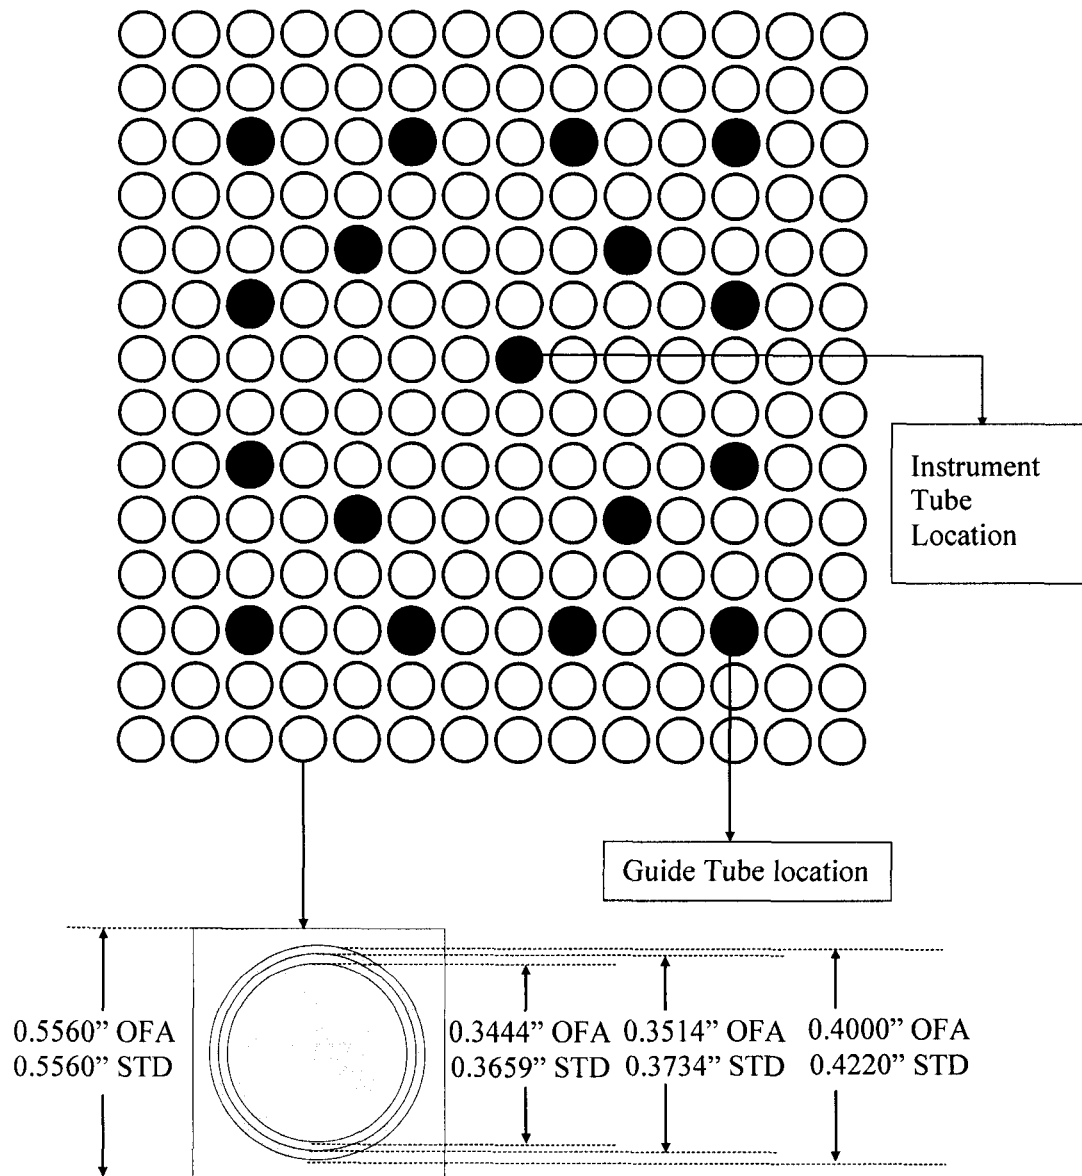 Instrument
Tube
Location
Guide Tube location
0.5560” OFA
0.5560” STD
0.3444” OFA
0.3659” STD
0.3514” OFA
0.3734” STD
0.4000” OFA
0.4220” STD